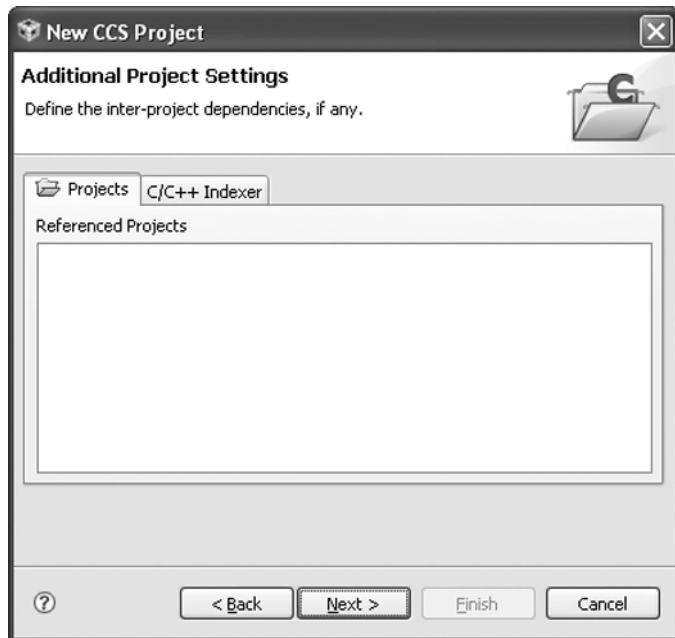 New CCS Project
Additional Project Settings
Define the inter-project dependencies, if any.
Projects
C/C++ Indexer
Referenced Projects
< Back
Next >
Finish
Cancel